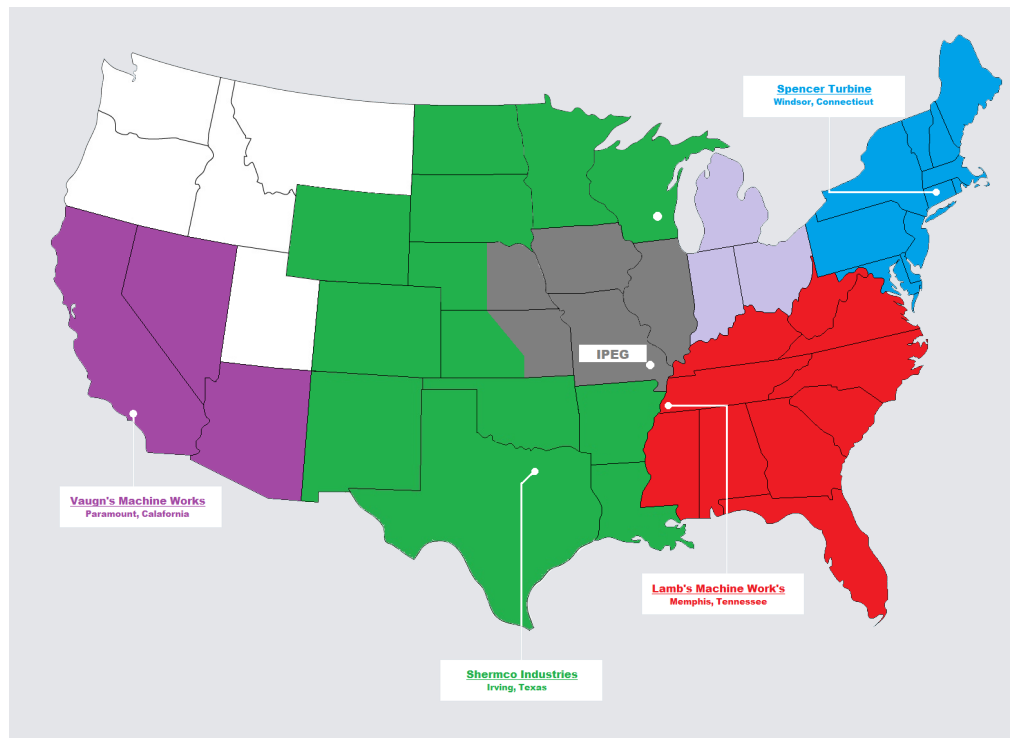 Spencer Turbine
Windsor, Connecticut
IPEG
Vaugn's Machine Works
Paramount, Calafornia
Lamb's Machine Work's
Memphis, Tennessee
Shermco Industries
Irving, Texas